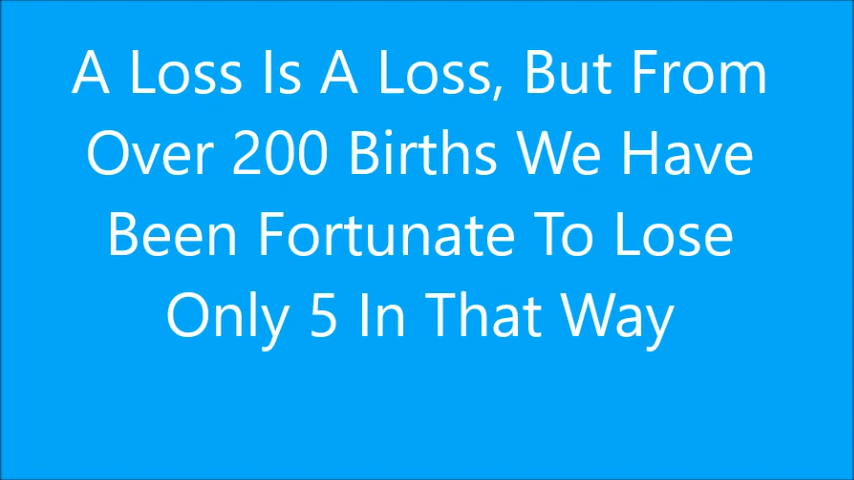 A Loss Is A Loss, But From
Over 200 Births We Have
Been Fortunate To Lose
Only 5 In That Way